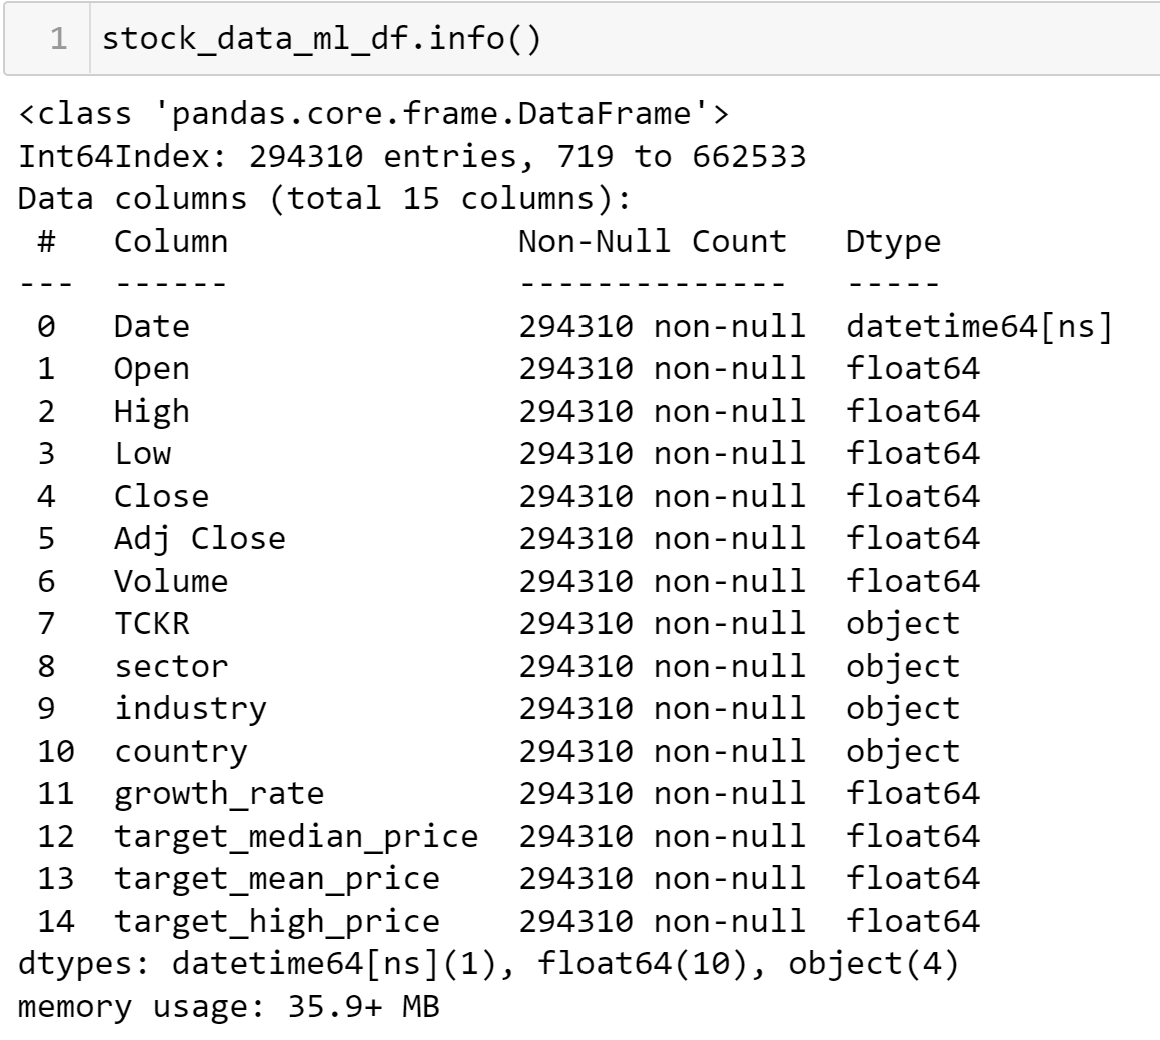 1 stock_data_ml_df.info()
<class 'pandas.core.frame.DataFrame'>
Int64Index: 294310 entries, 719 to 662533
Data columns (total 15 columns):
 #   Column               Non-Null Count   Dtype
---  ------               --------------   -----
 0   Date                 294310 non-null  datetime64[ns]
 1   Open                 294310 non-null  float64
 2   High                 294310 non-null  float64
 3   Low                  294310 non-null  float64
 4   Close                294310 non-null  float64
 5   Adj Close            294310 non-null  float64
 6   Volume               294310 non-null  float64
 7   TCKR                 294310 non-null  object
 8   sector               294310 non-null  object
 9   industry             294310 non-null  object
 10  country              294310 non-null  object
 11  growth_rate          294310 non-null  float64
 12  target_median_price  294310 non-null  float64
 13  target_mean_price    294310 non-null  float64
 14  target_high_price    294310 non-null  float64
dtypes: datetime64[ns](1), float64(10), object(4)
memory usage: 35.9+ MB